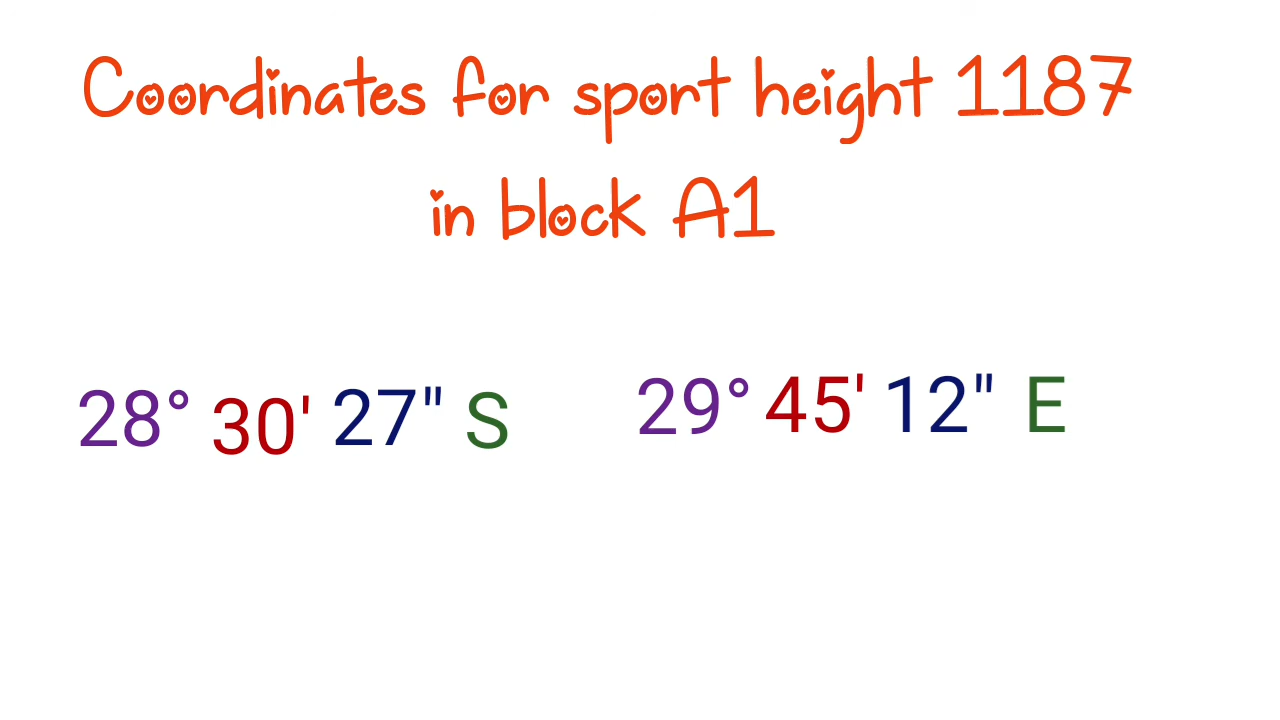 Coordinates for sport height 1187
in block A1
28° 30' 27" S 29° 45' 12" E